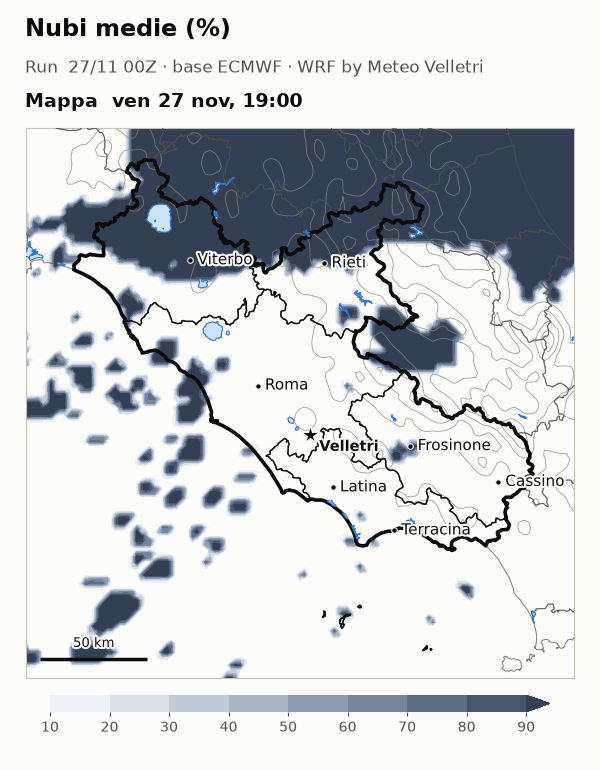 Nubi medie (%)
Run  27/11 00Z · base ECMWF · WRF by Meteo Velletri
Mappa  ven 27 nov, 19:00
Viterbo
Rieti
Roma
Velletri
Frosinone
Latina
Cassino
Terracina
50 km
10 20 30 40 50 60 70 80 90